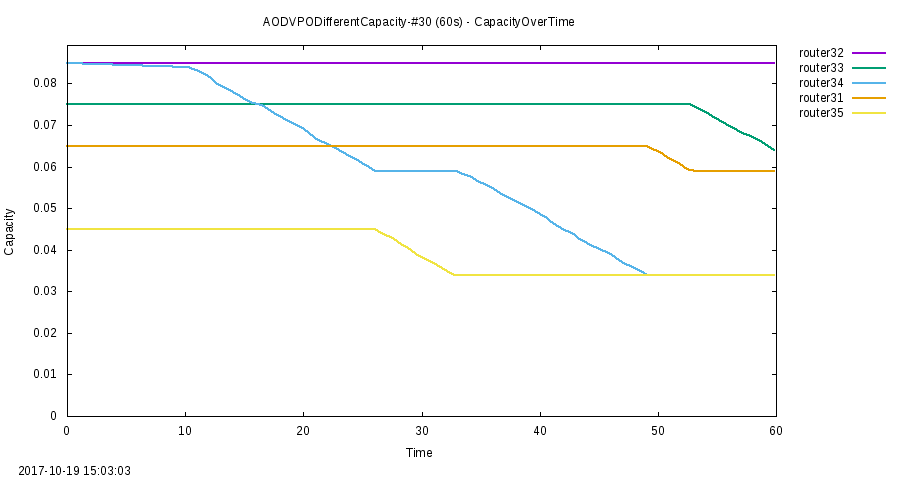 AODVPODifferentCapacity-#30 (60s) - CapacityOverTime
router32
router33
router34
router31
router35
0.08
0.07
0.06
0.05
0.04
0.03
0.02
0.01
0
Capacity
0 10 20 30 40 50 60
Time
2017-10-19 15:03:03